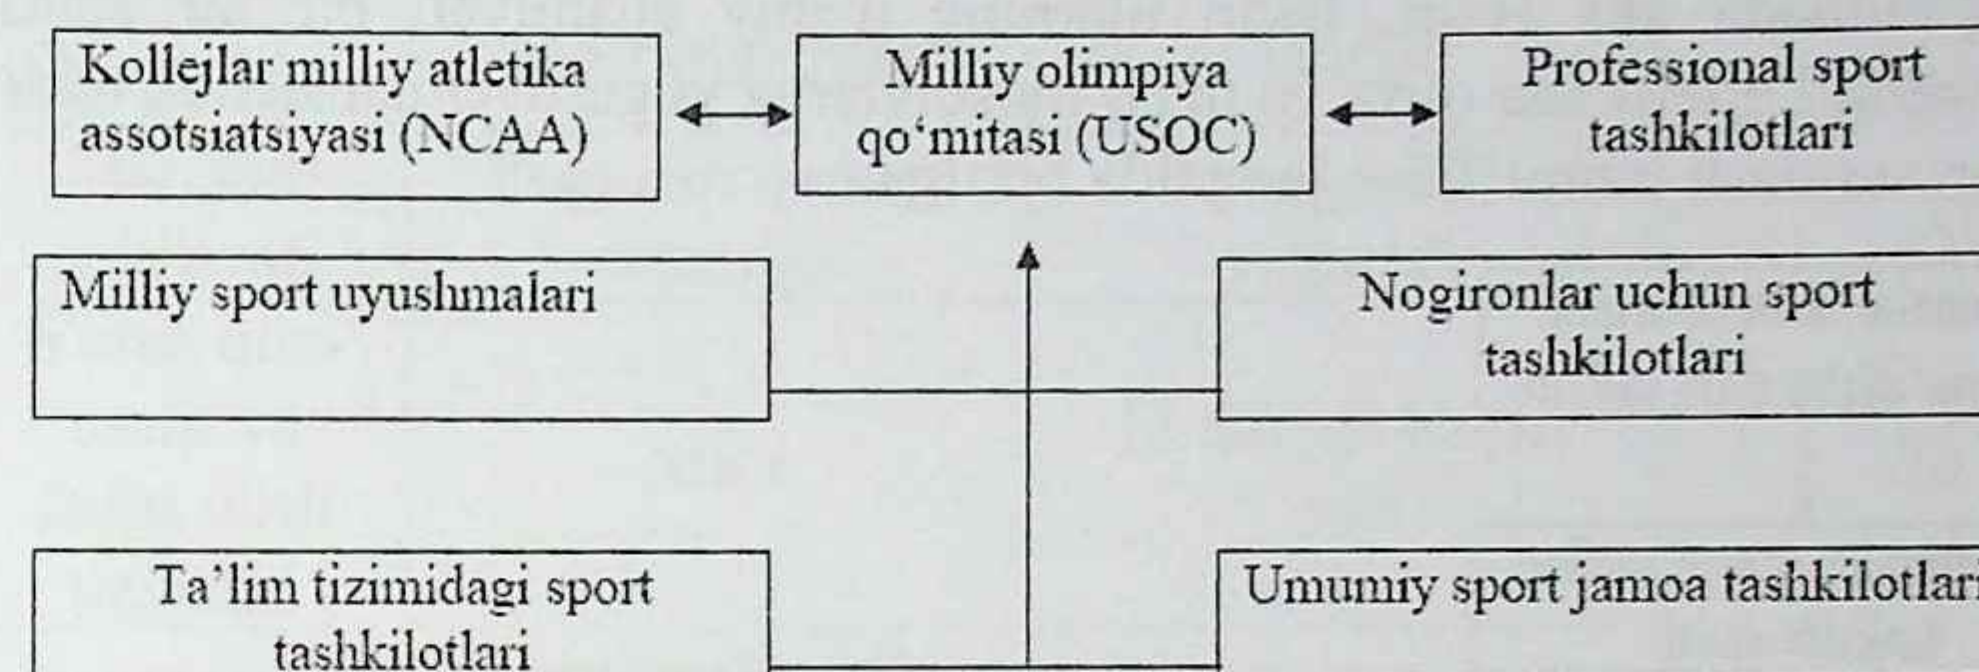 Kollejlar milliy atletika
assotsiatsiyasi (NCAA)
Milliy olimpiya
qo‘mitasi (USOC)
Professional sport
tashkilotlari
Milliy sport uyushmalari
Nogironlar uchun sport
tashkilotlari
Ta’lim tizimidagi sport
tashkilotlari
Umumiy sport jamoa tashkilotlari